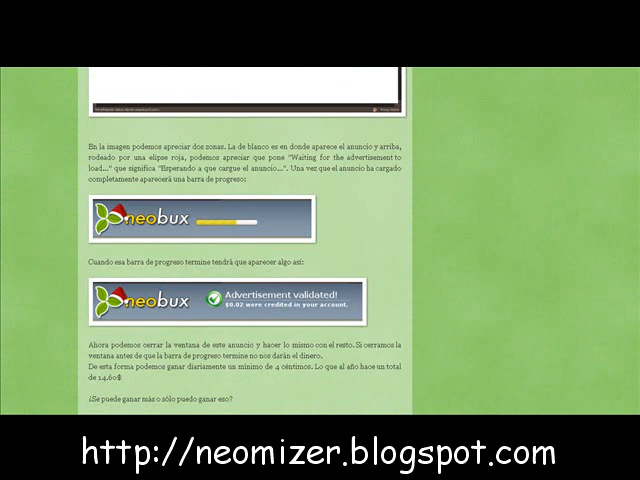 En la imagen podemos apreciar dos zonas. La de blanco es en donde aparece el anuncio y arriba,
rodeado por una elipse roja, podemos apreciar que pone "Waiting for the advertisement to
load..." que significa "Esperando a que cargue el anuncio...". Una vez que el anuncio ha cargado
completamente aparecerá una barra de progreso:
neobux
Cuando esa barra de progreso termine tendrá que aparecer algo así:
neobux
Advertisement validated!
$0.02 were credited in your account.
Ahora podemos cerrar la ventana de este anuncio y hacer lo mismo con el resto. Si cerramos la
ventana antes de que la barra de progreso termine no nos darán el dinero.
De esta forma podemos ganar diariamente un mínimo de 4 céntimos. Lo que al año hace un total
de 14.60$
¿Se puede ganar más o sólo puedo ganar eso?
http://neomizer.blogspot.com